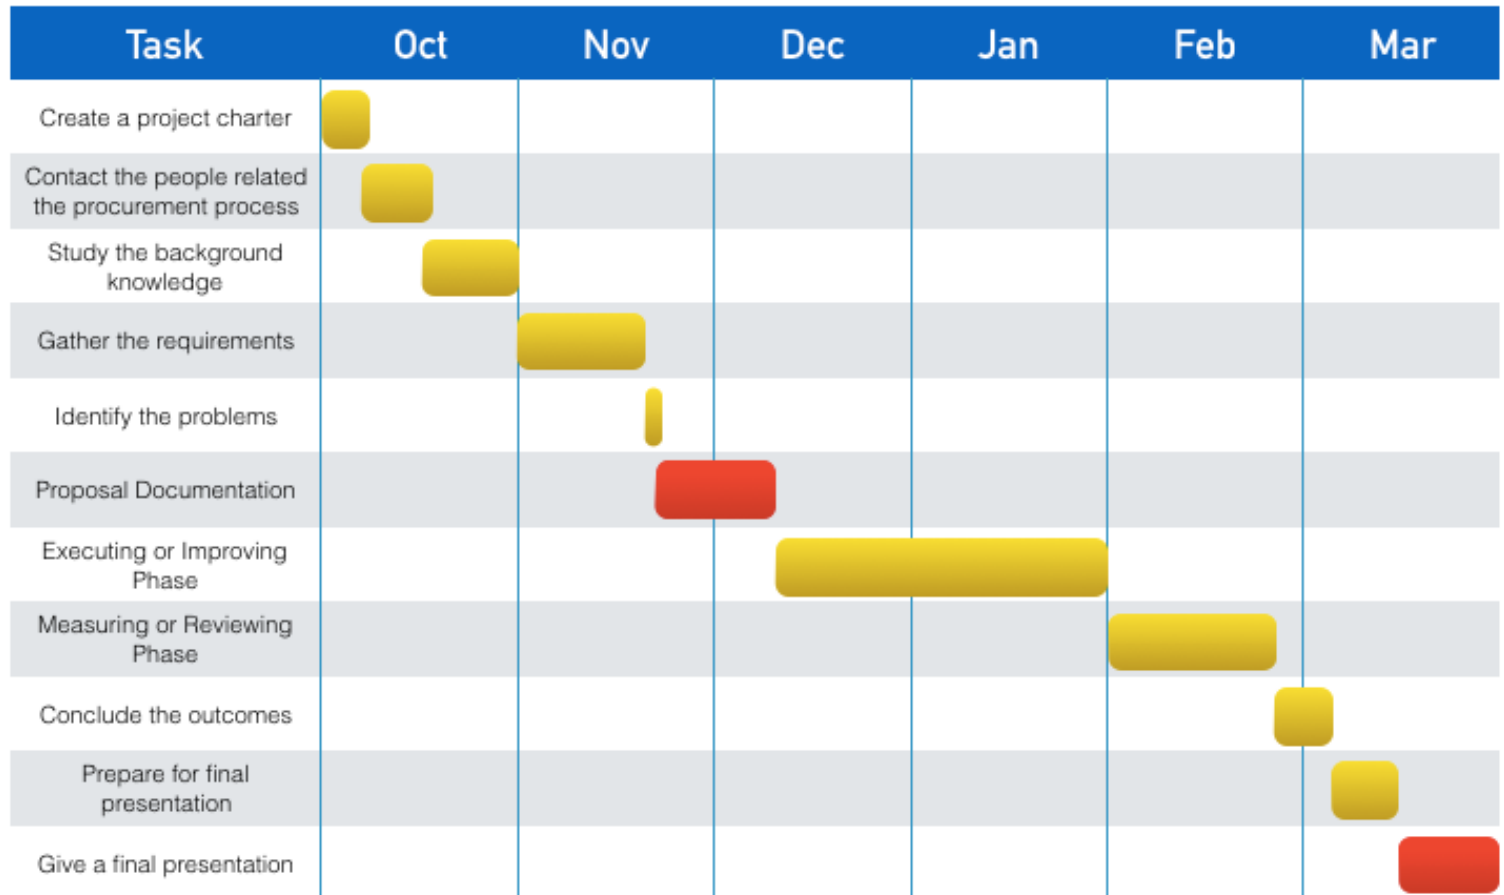 Task Oct Nov Dec Jan Feb Mar
Create a project charter
Contact the people related
the procurement process
Study the background
knowledge
Gather the requirements
Identify the problems
Proposal Documentation
Executing or Improving
Phase
Measuring or Reviewing
Phase
Conclude the outcomes
Prepare for final
presentation
Give a final presentation